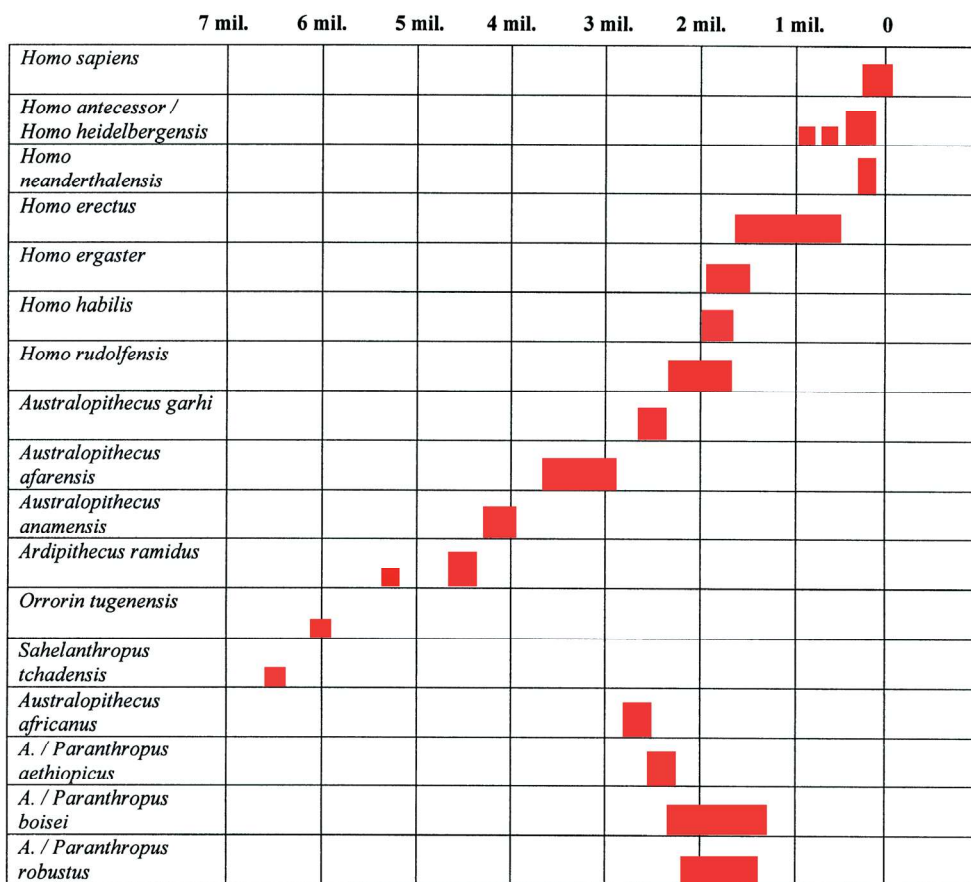 7 mil. 6 mil. 5 mil. 4 mil. 3 mil. 2 mil. 1 mil. 0
Homo sapiens
Homo antecessor /
Homo heidelbergensis
Homo
neanderthalensis
Homo erectus
Homo ergaster
Homo habilis
Homo rudolfensis
Australopithecus garhi
Australopithecus
afarensis
Australopithecus
anamensis
Ardipithecus ramidus
Orrorin tugenensis
Sahelanthropus
tchadensis
Australopithecus
africanus
A. / Paranthropus
aethiopicus
A. / Paranthropus
boisei
A. / Paranthropus
robustus